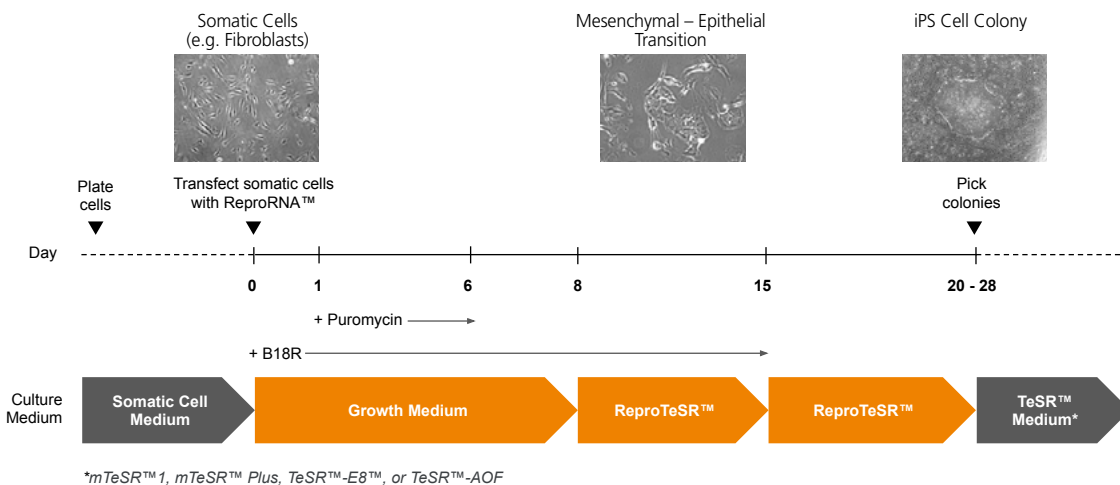 Somatic Cells
(e.g. Fibroblasts)
Mesenchymal – Epithelial
Transition
iPS Cell Colony
Plate
cells
Transfect somatic cells
with ReproRNA™
Pick
colonies
Day
0
1
6
8
15
20 - 28
+ Puromycin
+ B18R
Culture
Medium
Somatic Cell
Medium
Growth Medium
ReproTeSR™
ReproTeSR™
TeSR™
Medium*
*mTeSR™1, mTeSR™ Plus, TeSR™-E8™, or TeSR™-AOF